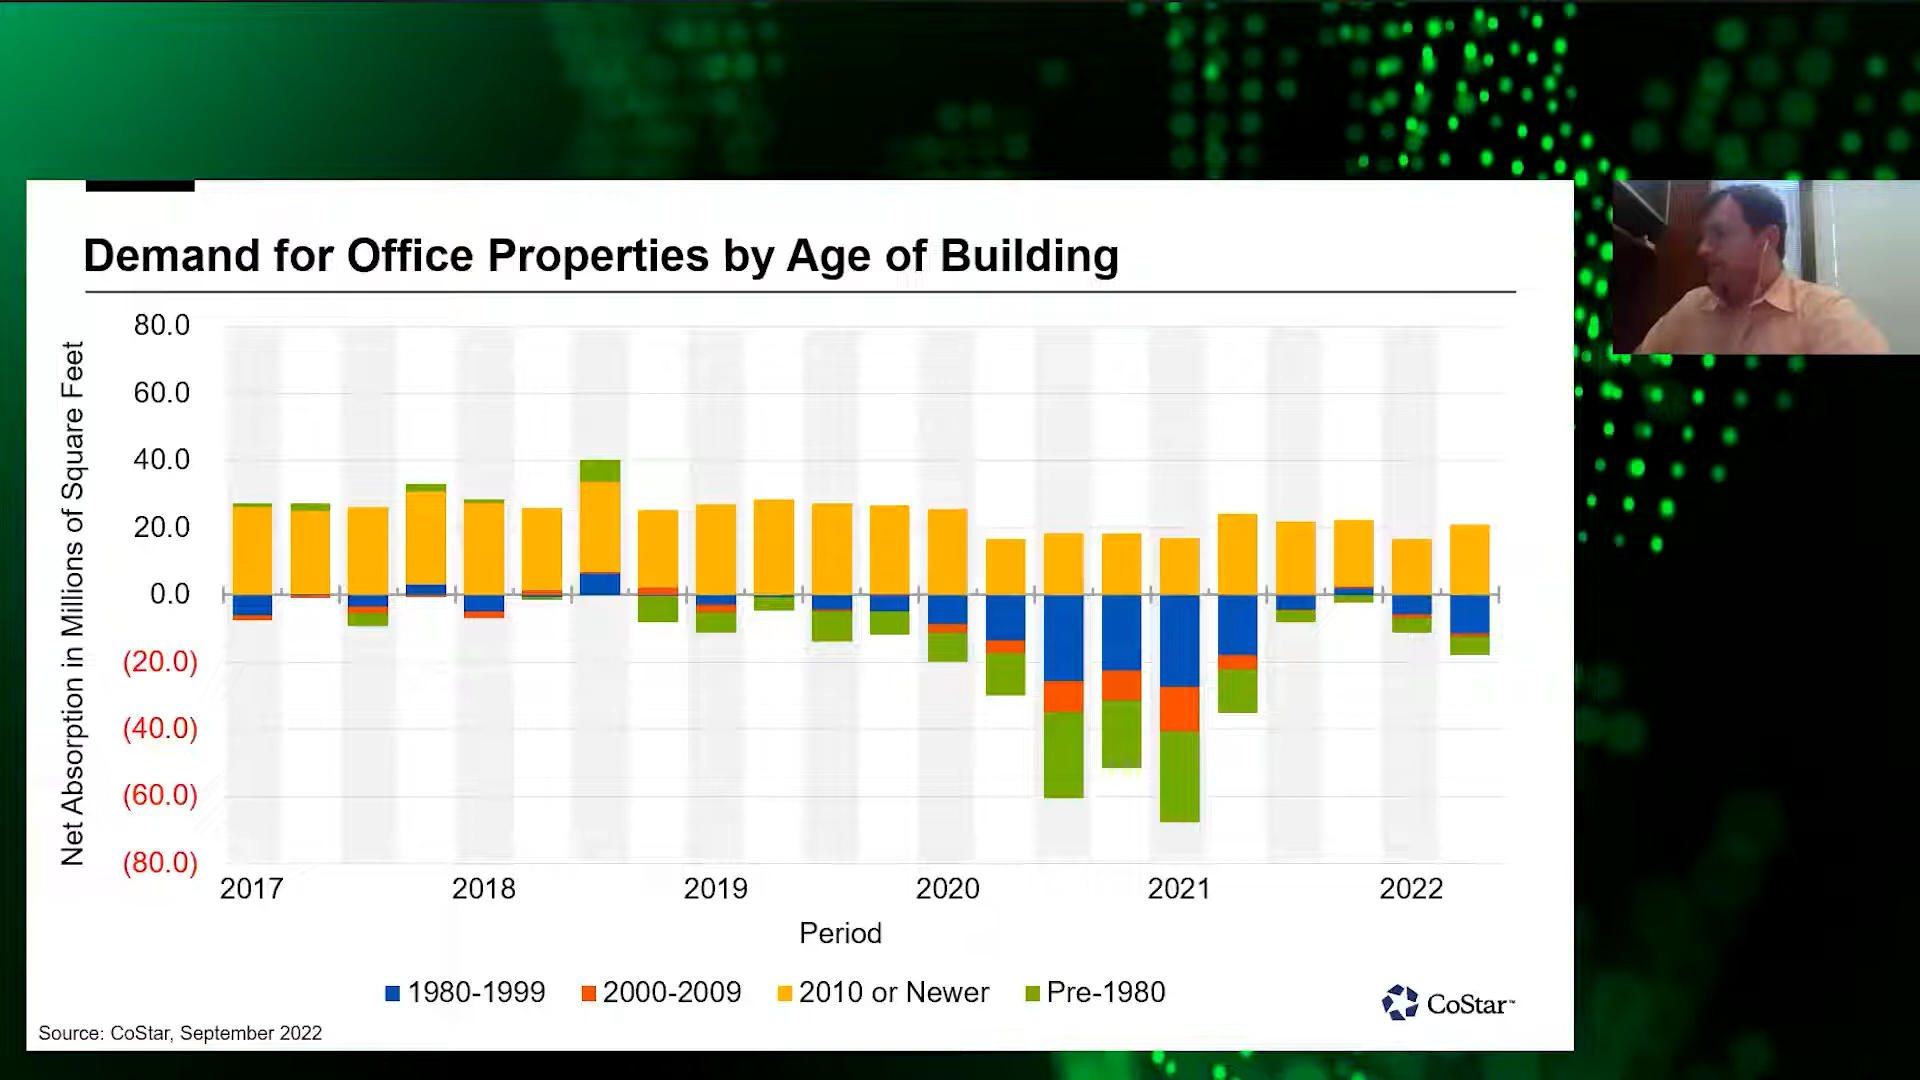 Demand for Office Properties by Age of Building
Net Absorption in Millions of Square Feet
80.0
60.0
40.0
20.0
0.0
(20.0)
(40.0)
(60.0)
(80.0)
2017 2018 2019 2020 2021 2022
Period
1980-1999 2000-2009 2010 or Newer Pre-1980
CoStar™
Source: CoStar, September 2022